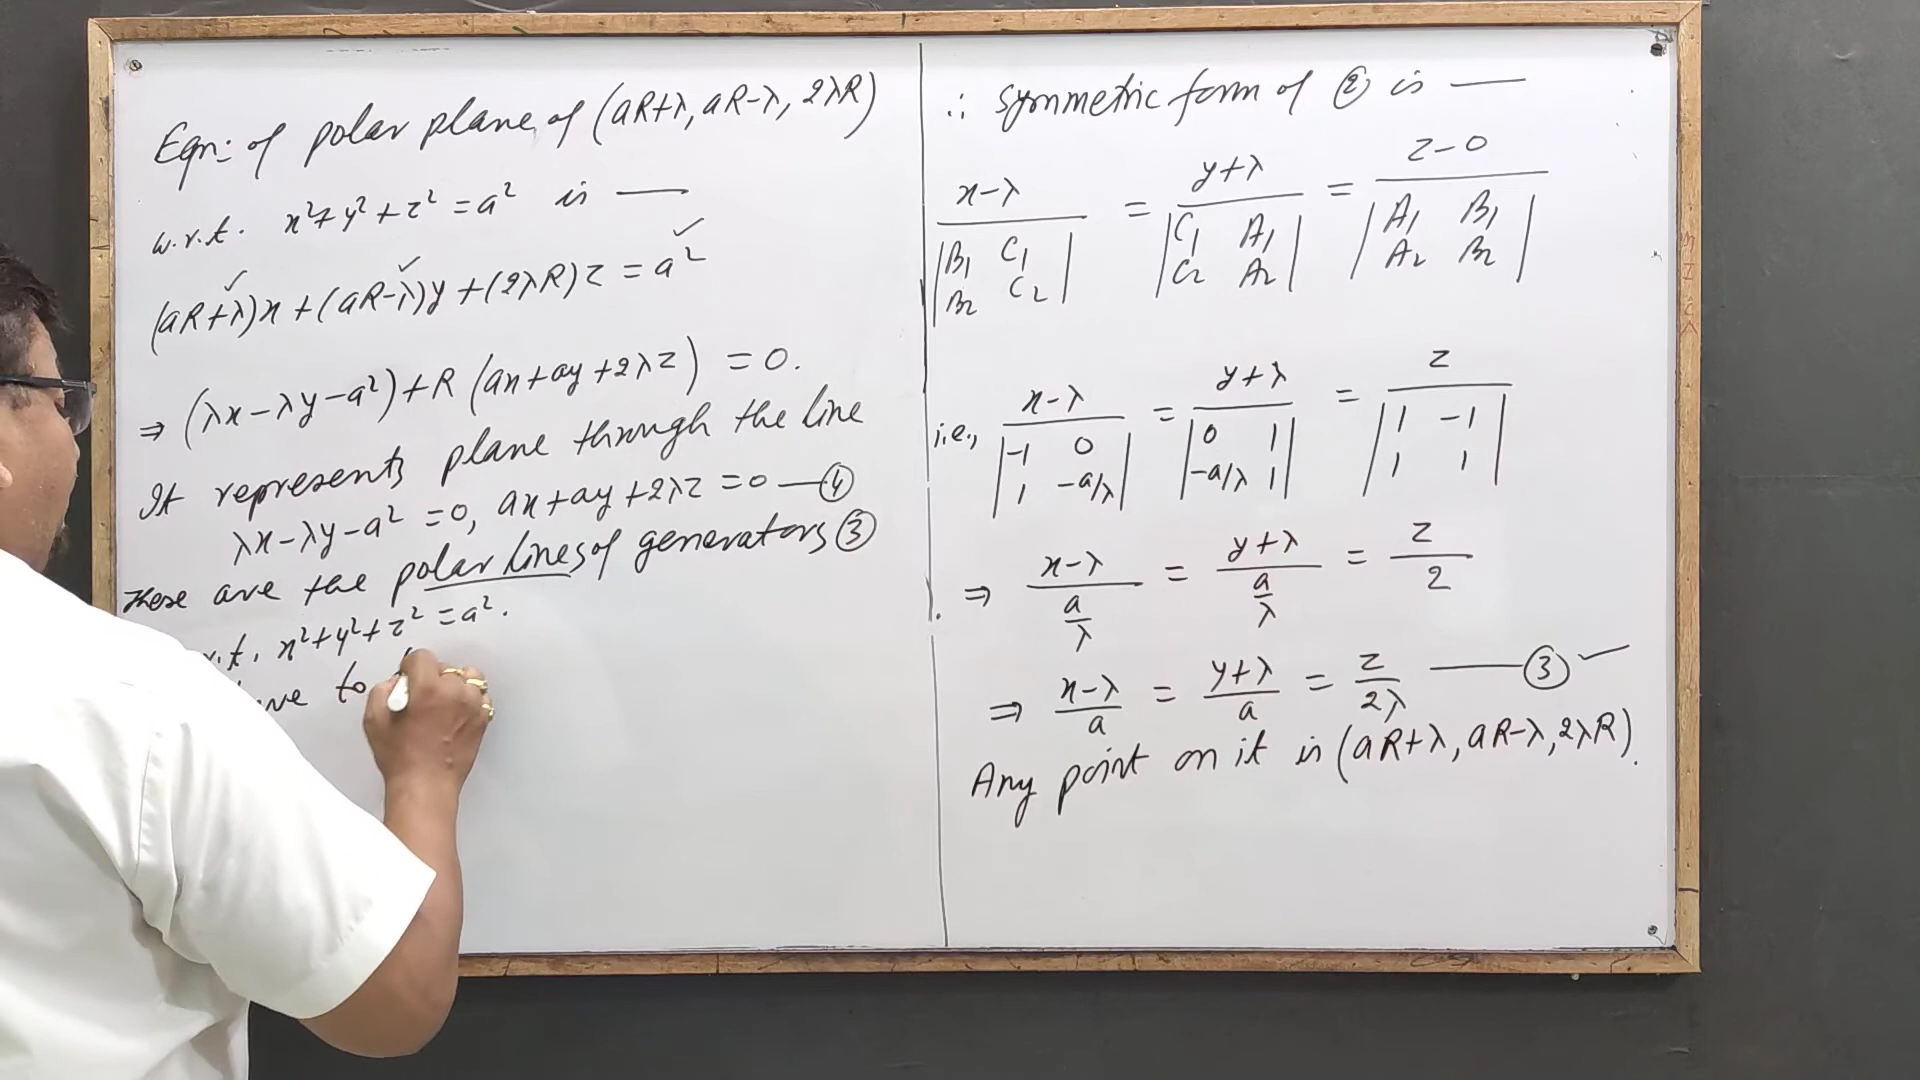 Eqn: of polar plane of (aR+λ, aR-λ, 2λR)
w.r.t. x²+y²+z² = a² is —
(aR+λ)x + (aR-λ)y + (2λR)z = a²
⇒ (λx-λy-a²)+R(ax+ay+2λz) = 0.
It represents plane through the line
λx-λy-a² = 0, ax+ay+2λz = 0 — ④
These are the polar lines of generators ③
x²+y²+z² = a².
to
∴ symmetric form of ② is —
x-λ / |B₁ C₁; B₂ C₂| = y+λ / |C₁ A₁; C₂ A₂| = z-0 / |A₁ B₁; A₂ B₂|
i.e., x-λ / |-1 0; 1 -a/λ| = y+λ / |0 1; -a/λ 1| = z / |1 -1; 1 1|
⇒ x-λ / (a/λ) = y+λ / (a/λ) = z / 2
⇒ x-λ / a = y+λ / a = z / 2λ — ③ ✓
Any point on it is (aR+λ, aR-λ, 2λR).